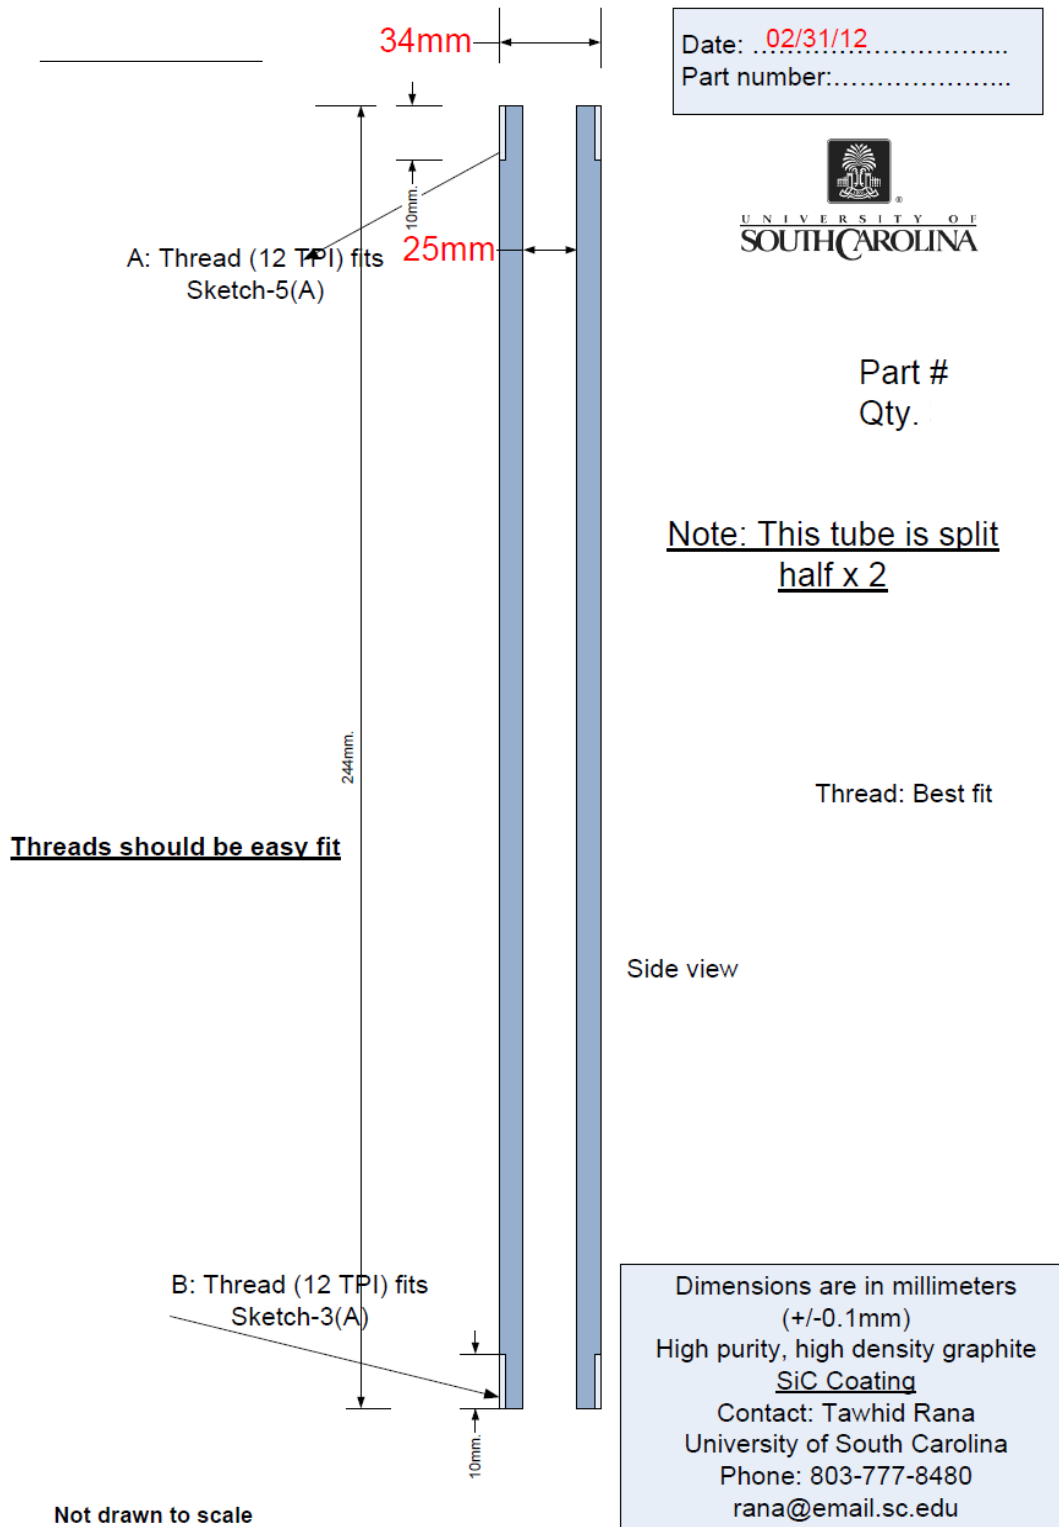 34mm
Date: ..02/31/12............................
Part number:.....................
10mm.
UNIVERSITY OF
SOUTH CAROLINA
25mm
A: Thread (12 TPI) fits
Sketch-5(A)
Part #
Qty.
Note: This tube is split
half x 2
244mm.
Thread: Best fit
Threads should be easy fit
Side view
B: Thread (12 TPI) fits
Sketch-3(A)
10mm.
Dimensions are in millimeters
(+/-0.1mm)
High purity, high density graphite
SiC Coating
Contact: Tawhid Rana
University of South Carolina
Phone: 803-777-8480
rana@email.sc.edu
Not drawn to scale